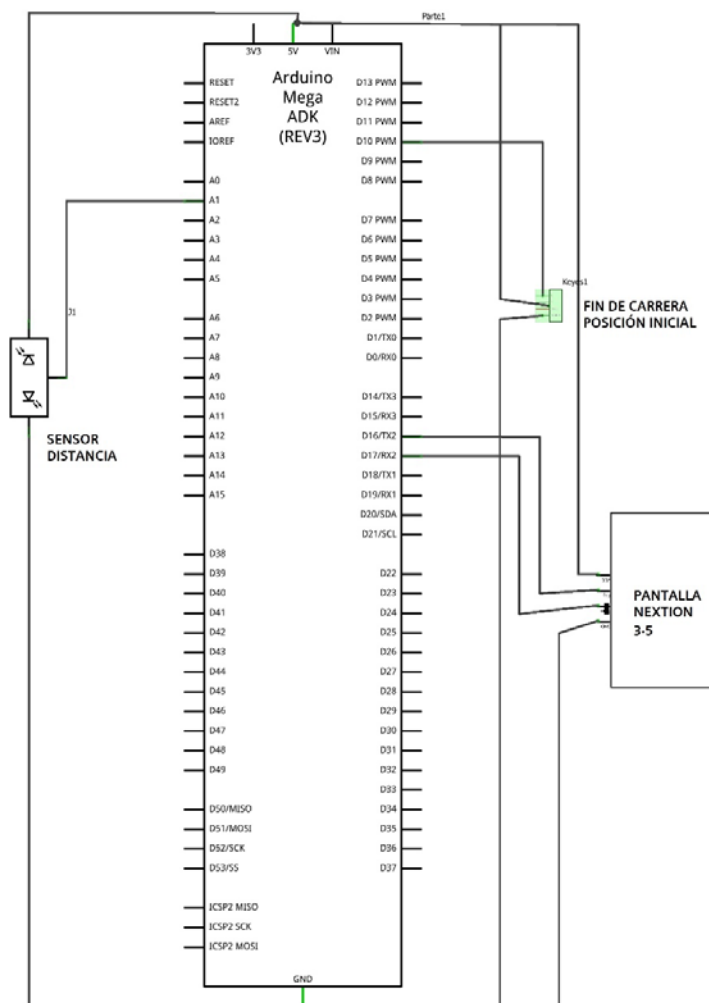 Parte1
3V3
5V
VIN
Arduino
Mega
ADK
(REV3)
RESET
RESET2
AREF
IOREF
A0
A1
A2
A3
A4
A5
A6
A7
A8
A9
A10
A11
A12
A13
A14
A15
D38
D39
D40
D41
D42
D43
D44
D45
D46
D47
D48
D49
D50/MISO
D51/MOSI
D52/SCK
D53/SS
ICSP2 MISO
ICSP2 SCK
ICSP2 MOSI
D13 PWM
D12 PWM
D11 PWM
D10 PWM
D9 PWM
D8 PWM
D7 PWM
D6 PWM
D5 PWM
D4 PWM
D3 PWM
D2 PWM
D1/TX0
D0/RX0
D14/TX3
D15/RX3
D16/TX2
D17/RX2
D18/TX1
D19/RX1
D20/SDA
D21/SCL
D22
D23
D24
D25
D26
D27
D28
D29
D30
D31
D32
D33
D34
D35
D36
D37
GND
J1
SENSOR
DISTANCIA
Keyes1
FIN DE CARRERA
POSICIÓN INICIAL
PANTALLA
NEXTION
3-5